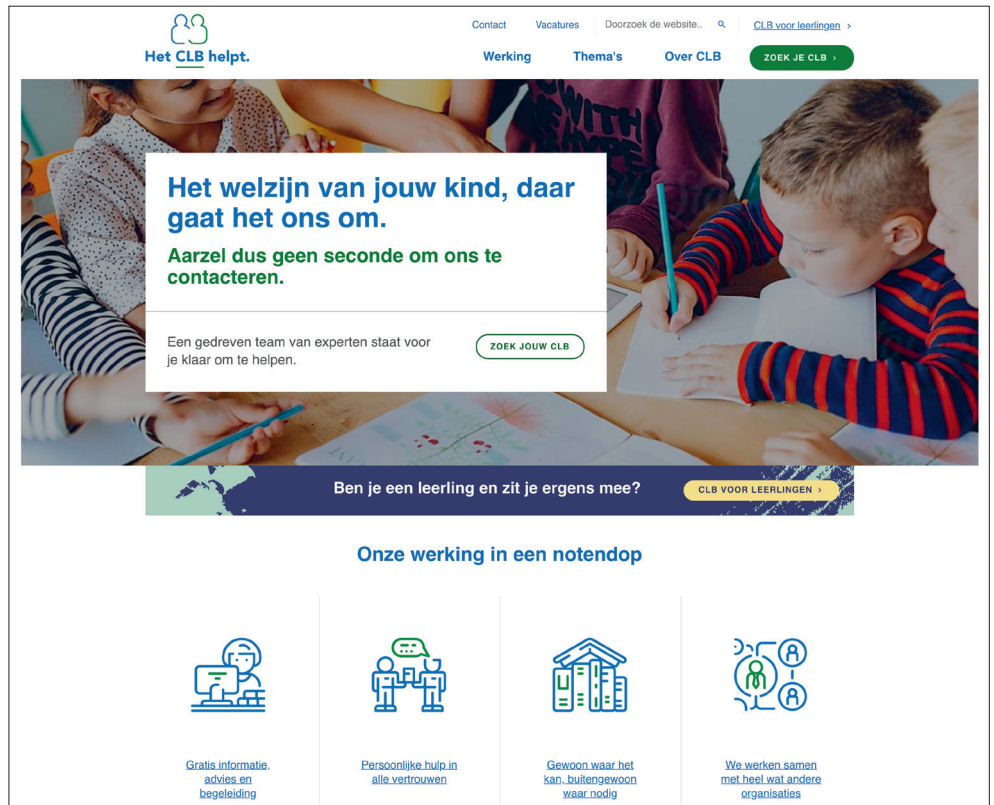 Contact Vacatures Doorzoek de website.. CLB voor leerlingen >
Het CLB helpt.
Werking Thema's Over CLB ZOEK JE CLB >
WITH
Het welzijn van jouw kind, daar
gaat het ons om.
Aarzel dus geen seconde om ons te
contacteren.
Een gedreven team van experten staat voor
je klaar om te helpen.
ZOEK JOUW CLB
Ben je een leerling en zit je ergens mee?
CLB VOOR LEERLINGEN >
Onze werking in een notendop
Gratis informatie,
advies en
begeleiding
Persoonlijke hulp in
alle vertrouwen
Gewoon waar het
kan, buitengewoon
waar nodig
We werken samen
met heel wat andere
organisaties